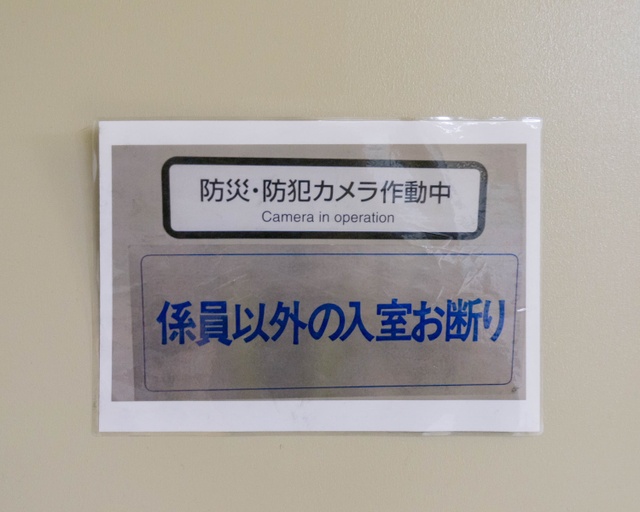 防災・防犯カメラ作動中
Camera in operation
係員以外の入室お断り